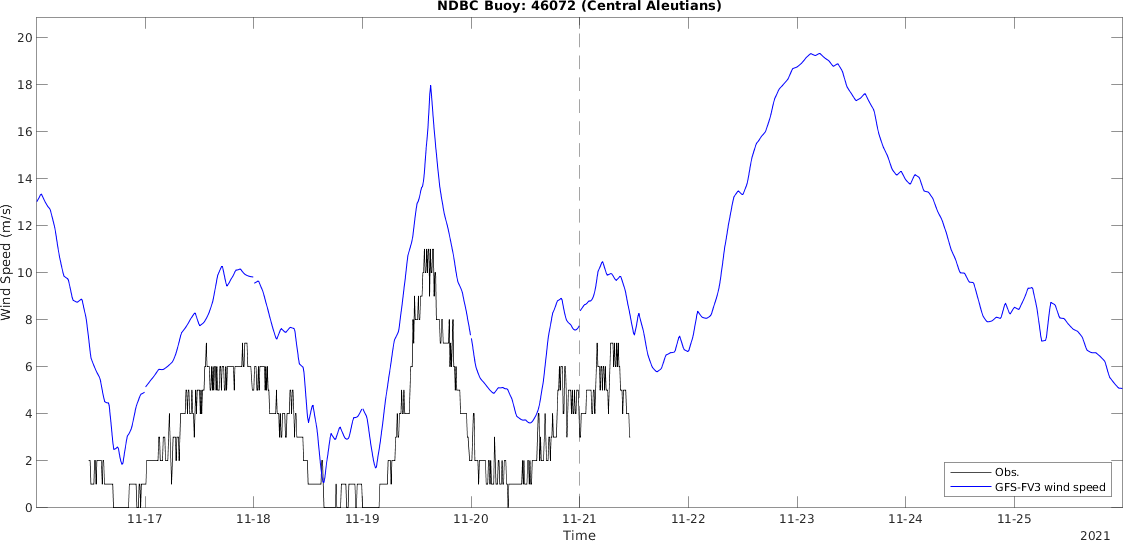 NDBC Buoy: 46072 (Central Aleutians)
20
18
16
14
12
10
8
6
4
2
0
Wind Speed (m/s)
Obs.
GFS-FV3 wind speed
11-17 11-18 11-19 11-20 11-21 11-22 11-23 11-24 11-25
Time
2021